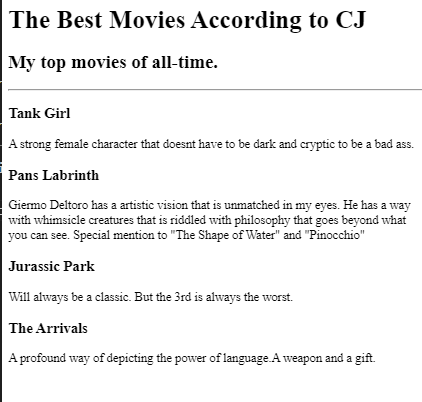 The Best Movies According to CJ
My top movies of all-time.
Tank Girl
A strong female character that doesnt have to be dark and cryptic to be a bad ass.
Pans Labrinth
Giermo Deltoro has a artistic vision that is unmatched in my eyes. He has a way
with whimsicle creatures that is riddled with philosophy that goes beyond what
you can see. Special mention to "The Shape of Water" and "Pinocchio"
Jurassic Park
Will always be a classic. But the 3rd is always the worst.
The Arrivals
A profound way of depicting the power of language.A weapon and a gift.